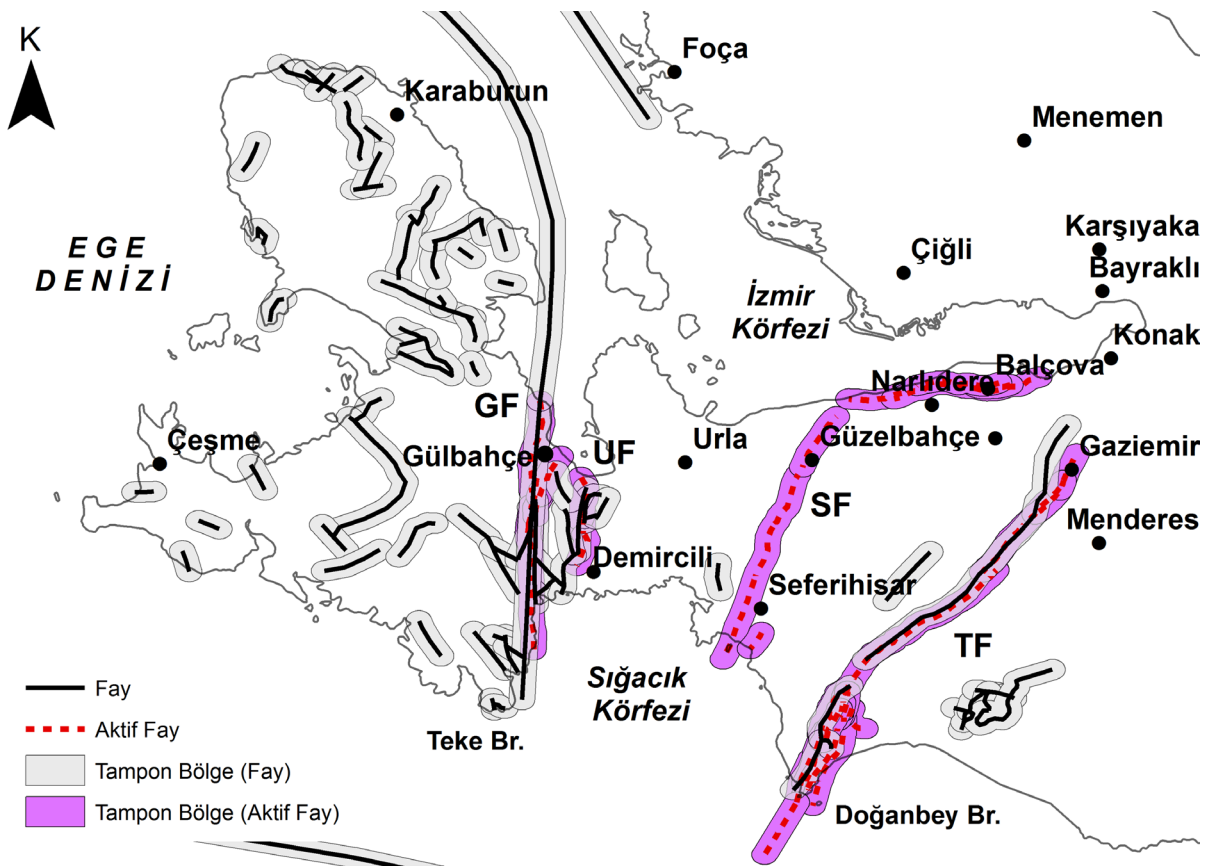 K
Foça
Karaburun
Menemen
EGE
DENİZİ
Karşıyaka
Çiğli
Bayraklı
İzmir
Körfezi
Konak
Balçova
Narlıdere
GF
Çeşme
Gülbahçe
UF
Urla
Güzelbahçe
Gaziemir
SF
Menderes
Demircili
Seferihisar
TF
Sığacık
Körfezi
Teke Br.
Doğanbey Br.
Fay
Aktif Fay
Tampon Bölge (Fay)
Tampon Bölge (Aktif Fay)